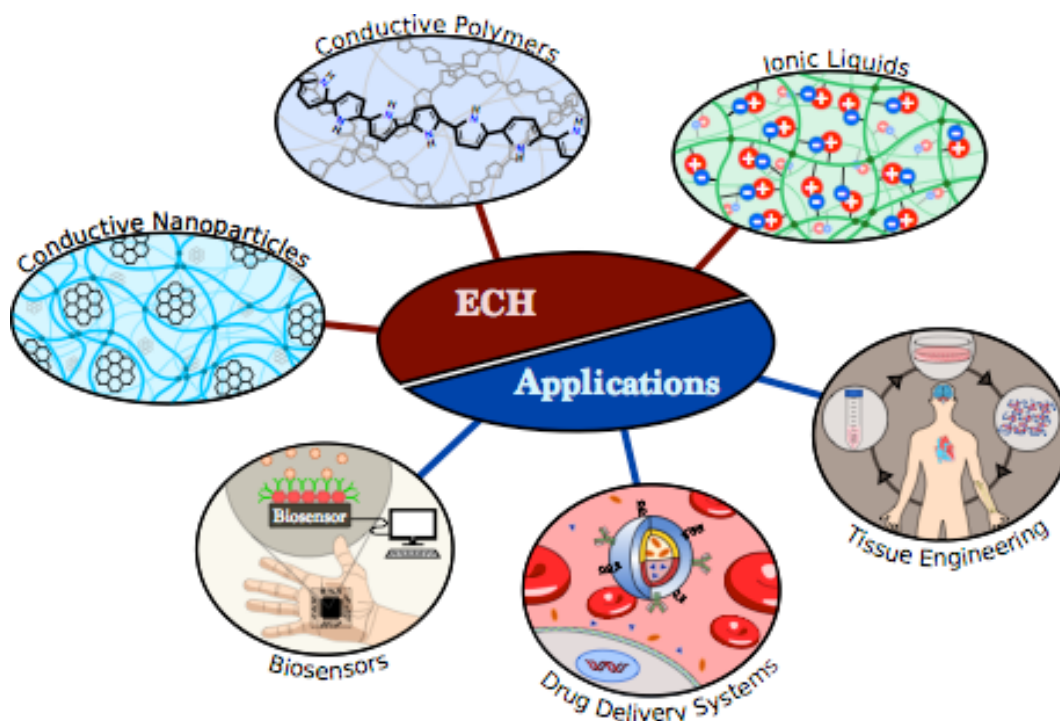 Conductive Polymers
Ionic Liquids
Conductive Nanoparticles
ECH
Applications
Biosensor
Biosensors
Drug Delivery Systems
Tissue Engineering